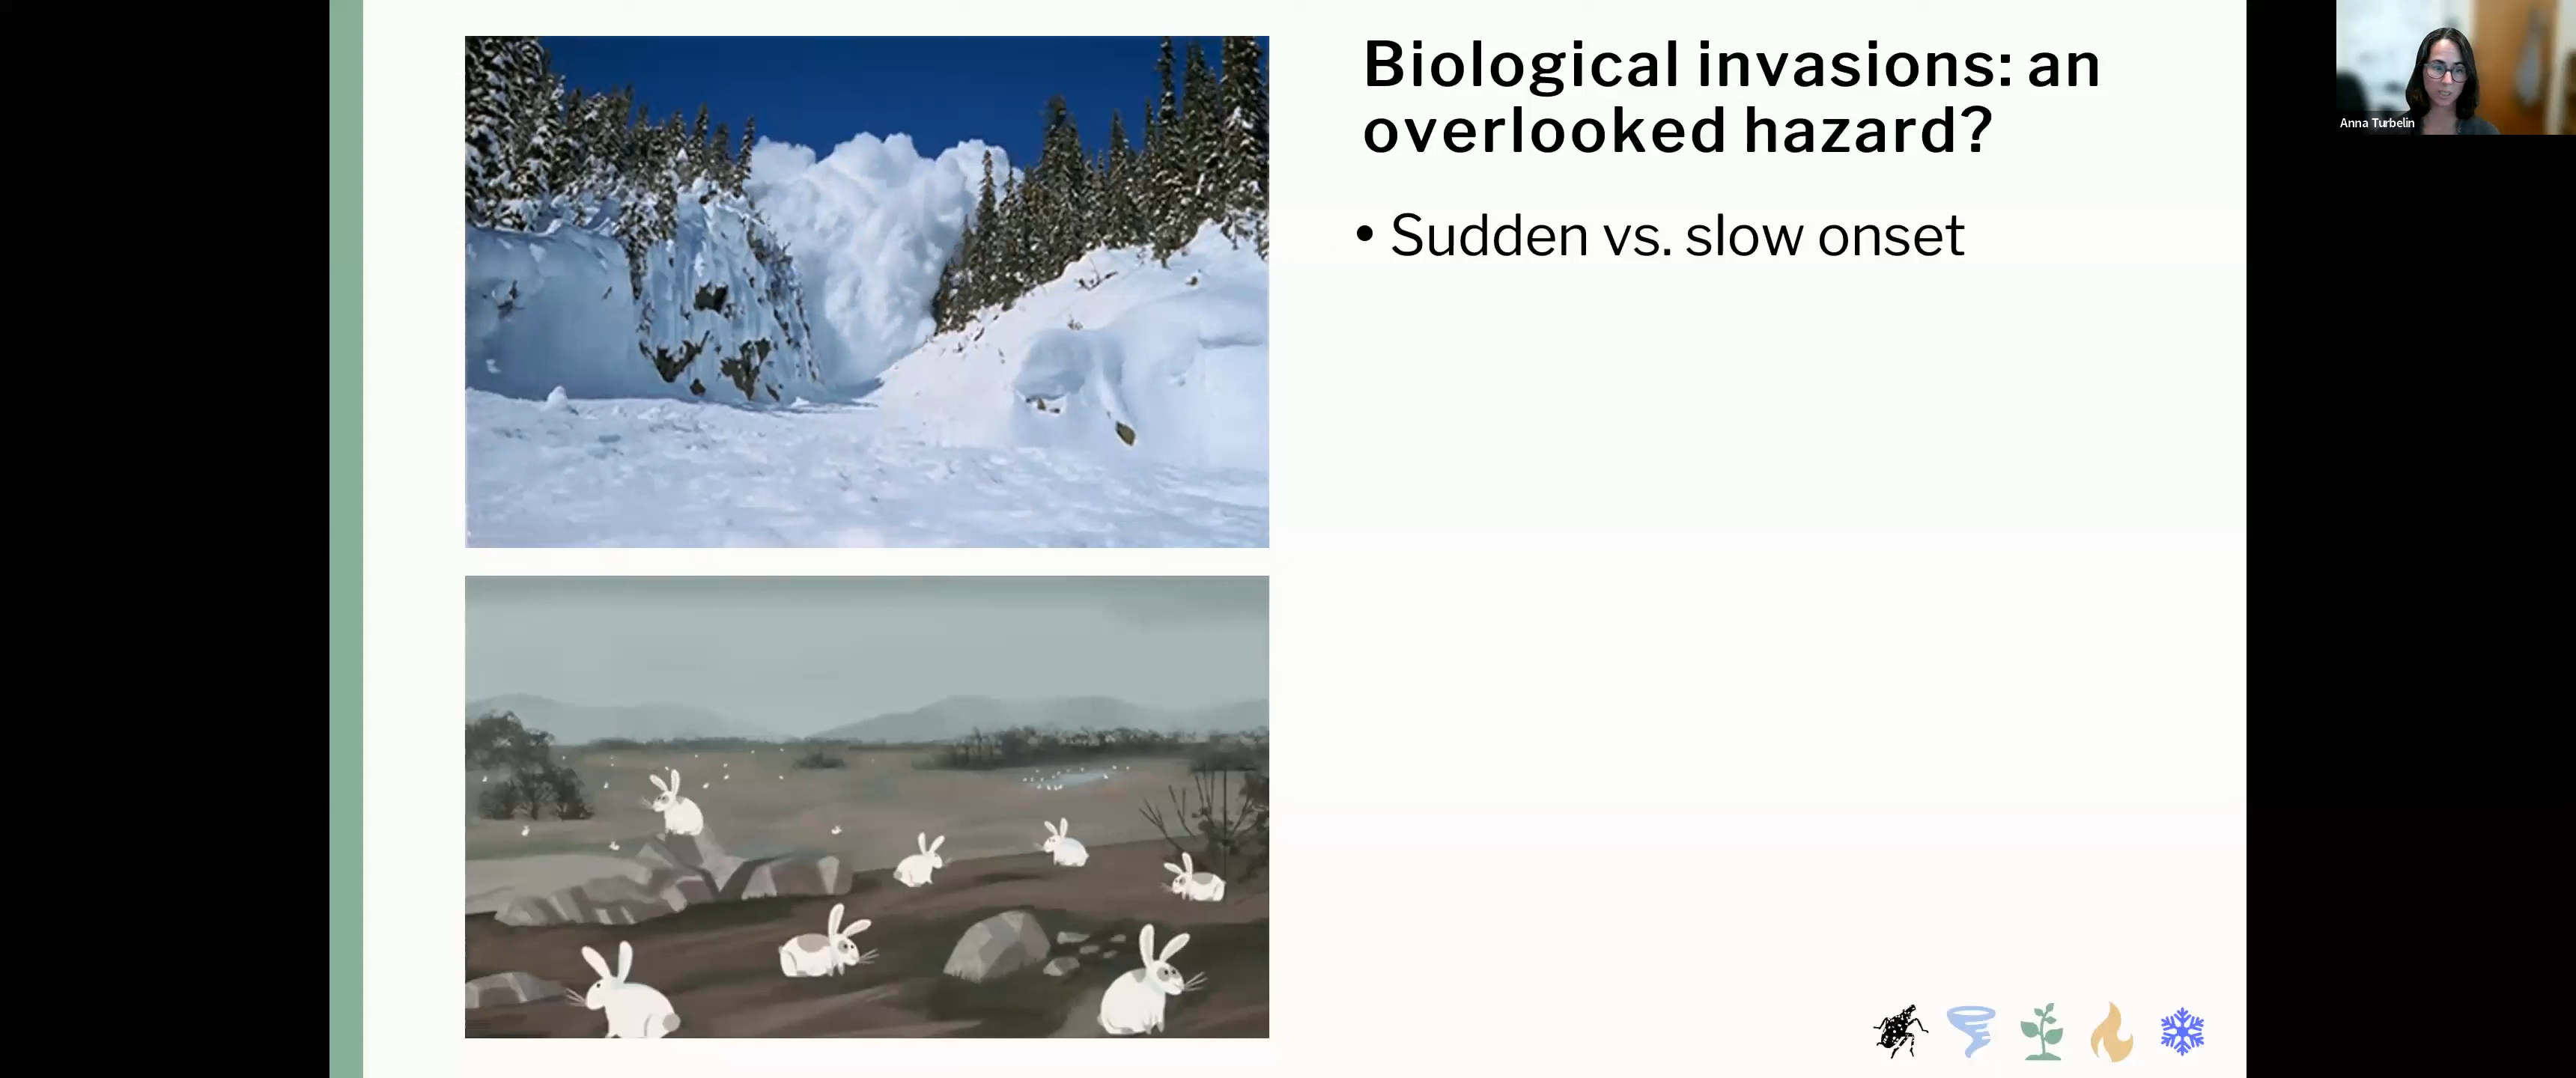 Biological invasions: an
overlooked hazard?
• Sudden vs. slow onset
Anna Turbelin